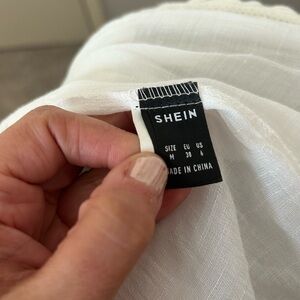 SHEIN
SIZE EU US
M 38 6
ADE IN CHINA